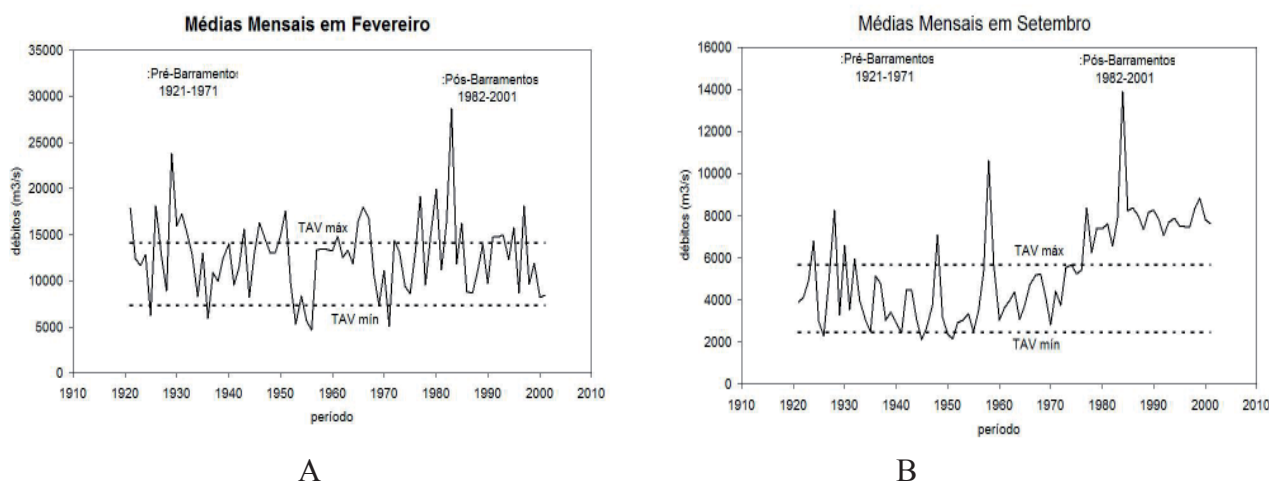 Médias Mensais em Fevereiro
35000
30000
25000
20000
15000
10000
5000
0
débitos (m3/s)
:Pré-Barramentos
1921-1971
:Pós-Barramentos
1982-2001
TAV máx
TAV mín
1910 1920 1930 1940 1950 1960 1970 1980 1990 2000 2010
período
A
Médias Mensais em Setembro
16000
14000
12000
10000
8000
6000
4000
2000
0
débitos (m3/s)
:Pré-Barramentos
1921-1971
:Pós-Barramentos
1982-2001
TAV máx
TAV mín
1910 1920 1930 1940 1950 1960 1970 1980 1990 2000 2010
período
B